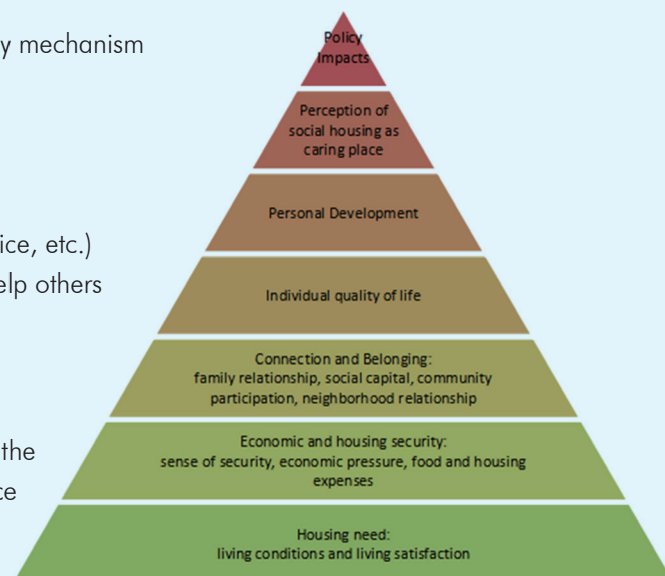 y mechanism
Policy
Impacts
Perception of
social housing as
caring place
Personal Development
ice, etc.)
elp others
Individual quality of life
Connection and Belonging:
family relationship, social capital, community
participation, neighborhood relationship
the
ce
Economic and housing security:
sense of security, economic pressure, food and housing
expenses
Housing need:
living conditions and living satisfaction